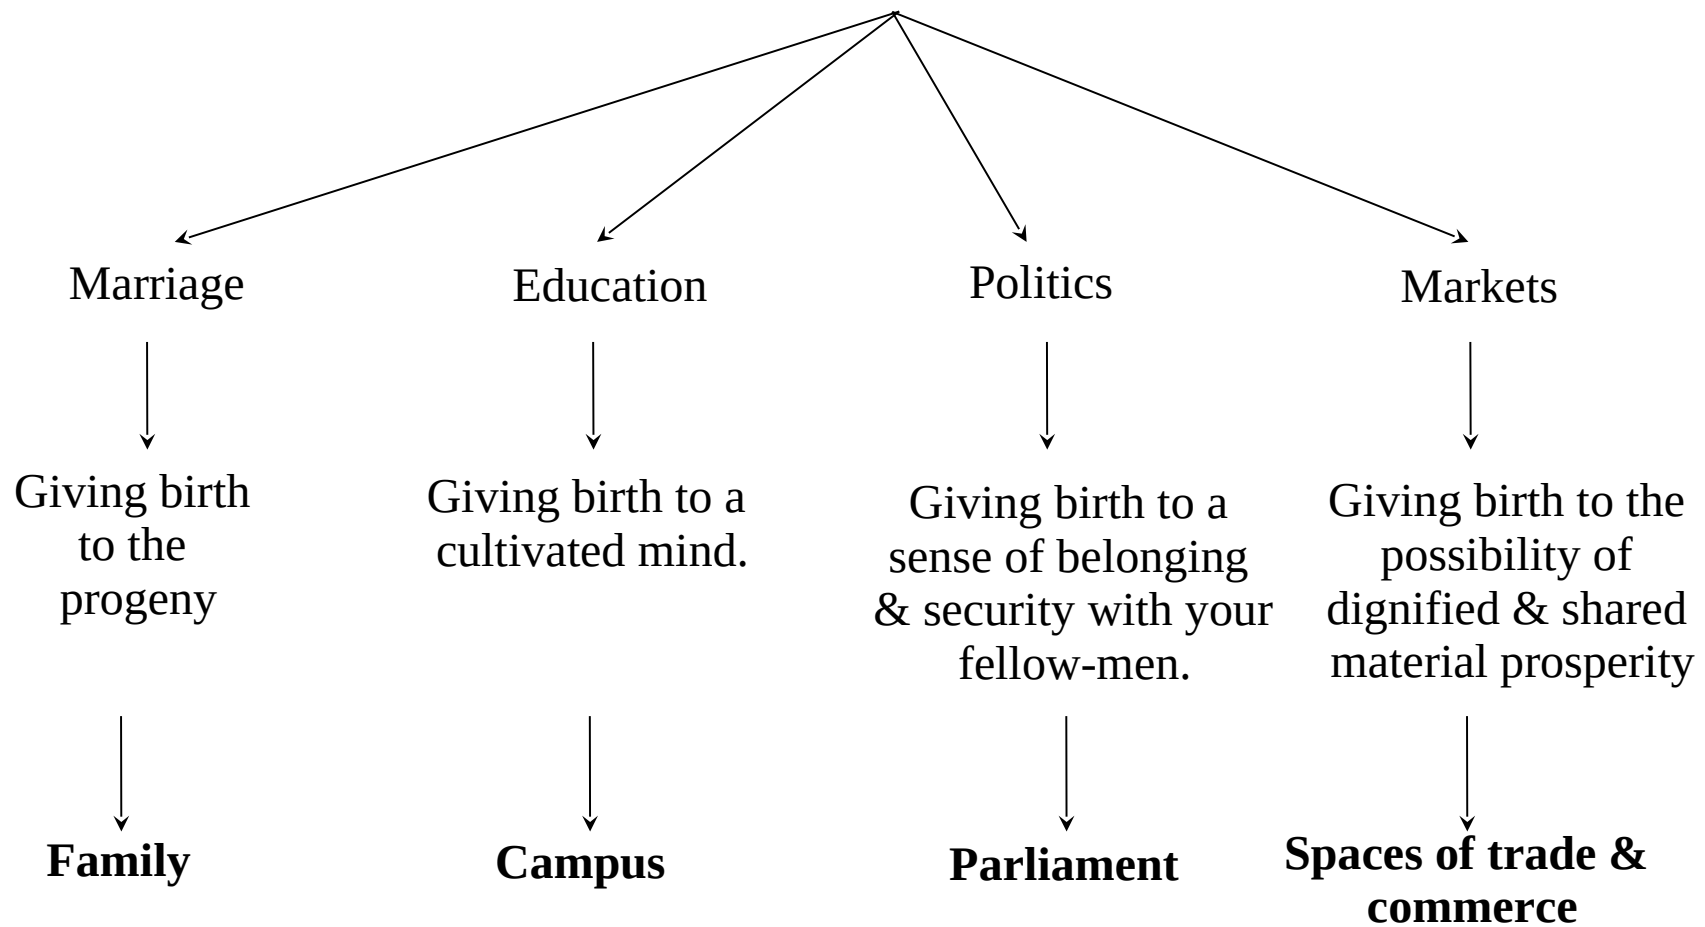 Marriage
Education
Politics
Markets
Giving birth
to the
progeny
Giving birth to a
cultivated mind.
Giving birth to a
sense of belonging
& security with your
fellow-men.
Giving birth to the
possibility of
dignified & shared
material prosperity
Family
Campus
Parliament
Spaces of trade &
commerce